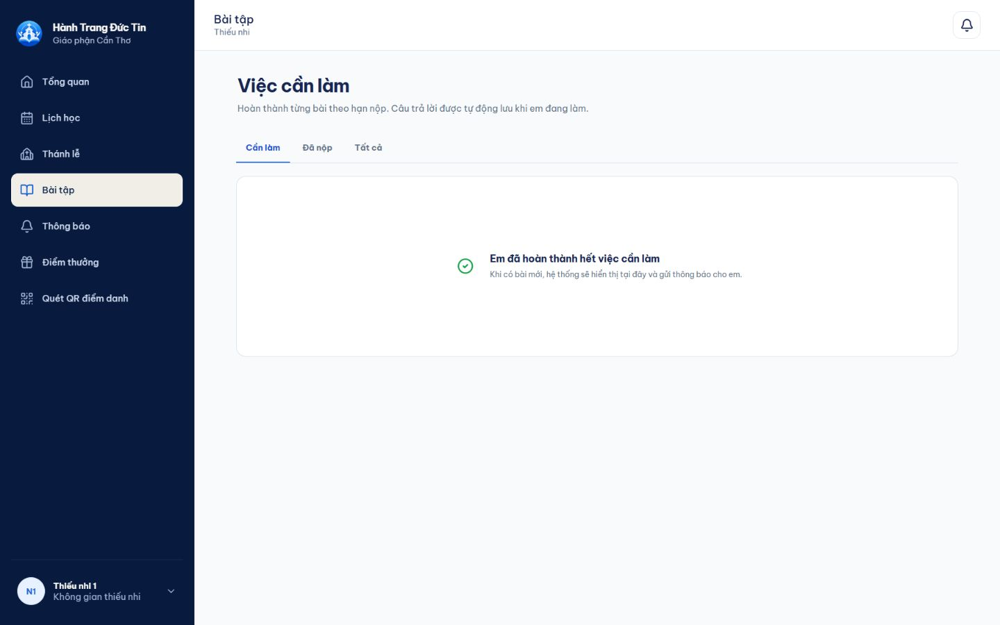 Hành Trang Đức Tin
Giáo phận Cần Thơ
Tổng quan
Lịch học
Thánh lễ
Bài tập
Thông báo
Điểm thưởng
Quét QR điểm danh
N1
Thiếu nhi 1
Không gian thiếu nhi
Bài tập
Thiếu nhi
Việc cần làm
Hoàn thành từng bài theo hạn nộp. Câu trả lời được tự động lưu khi em đang làm.
Cần làm
Đã nộp
Tất cả
Em đã hoàn thành hết việc cần làm
Khi có bài mới, hệ thống sẽ hiển thị tại đây và gửi thông báo cho em.